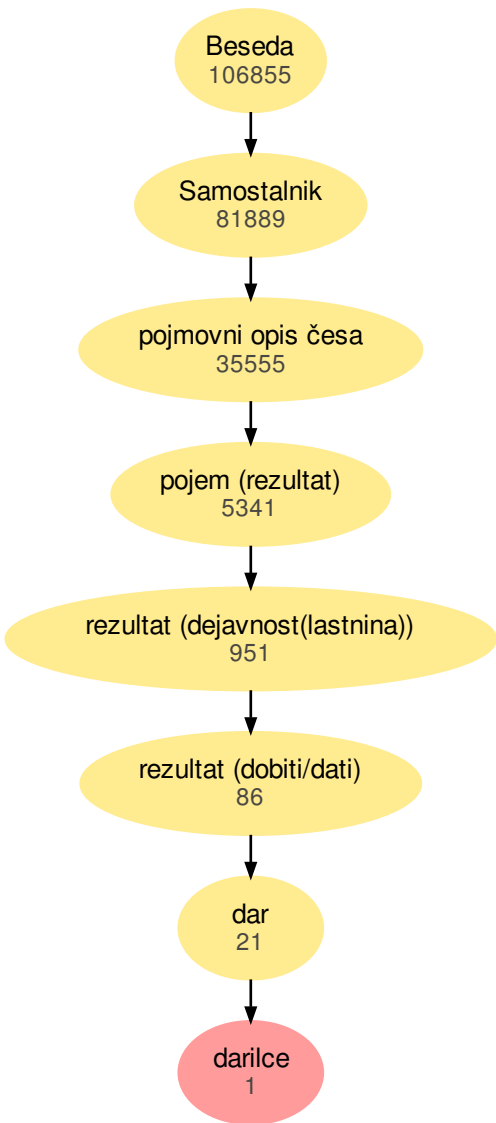 Beseda
106855
Samostalnik
81889
pojmovni opis česa
35555
pojem (rezultat)
5341
rezultat (dejavnost(lastnina))
951
rezultat (dobiti/dati)
86
dar
21
darilce
1